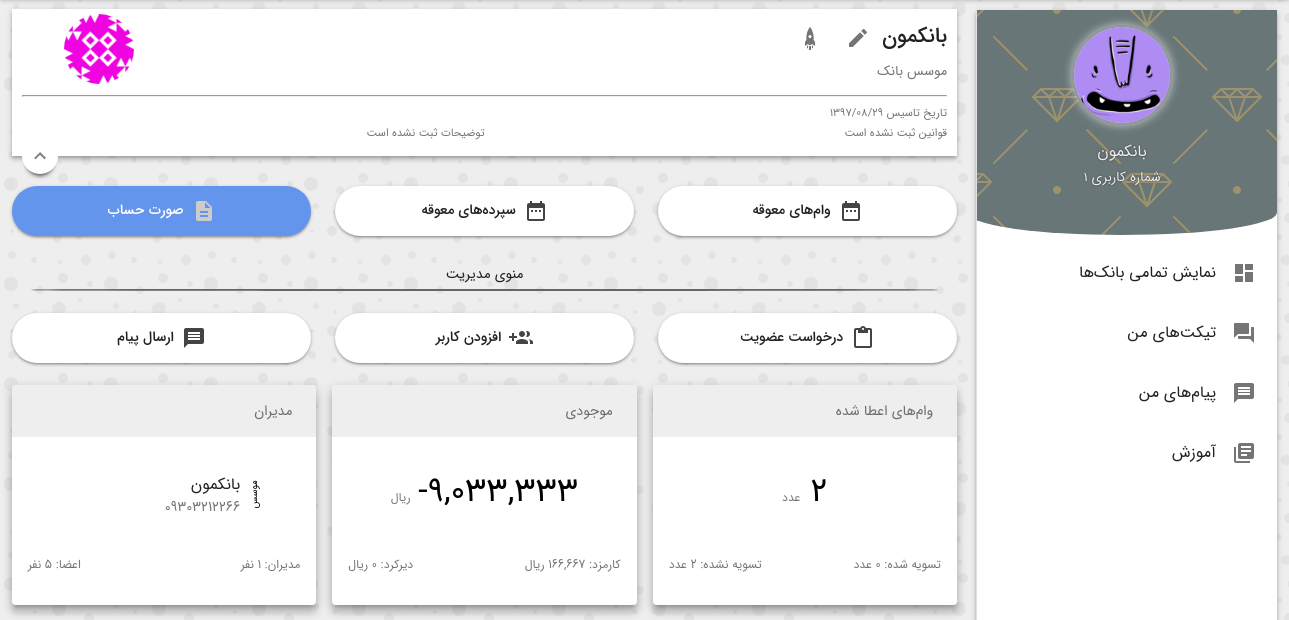 بانکمون
شماره کاربری ۱
نمایش تمامی بانک‌ها
تیکت‌های من
پیام‌های من
آموزش
بانکمون
موسس بانک
تاریخ تاسیس ۱۳۹۷/۰۸/۲۹
قوانین ثبت نشده است
توضیحات ثبت نشده است
وام‌های معوقه
سپرده‌های معوقه
صورت حساب
منوی مدیریت
درخواست عضویت
افزودن کاربر
ارسال پیام
وام‌های اعطا شده
۲ عدد
تسویه شده: ۰ عدد
تسویه نشده: ۲ عدد
موجودی
-۹,۰۳۳,۳۳۳ ریال
کارمزد: ۱۶۶,۶۶۷ ریال
دیرکرد: ۰ ریال
مدیران
موسس
بانکمون
۰۹۳۰۳۲۱۲۲۶۶
مدیران: ۱ نفر
اعضا: ۵ نفر